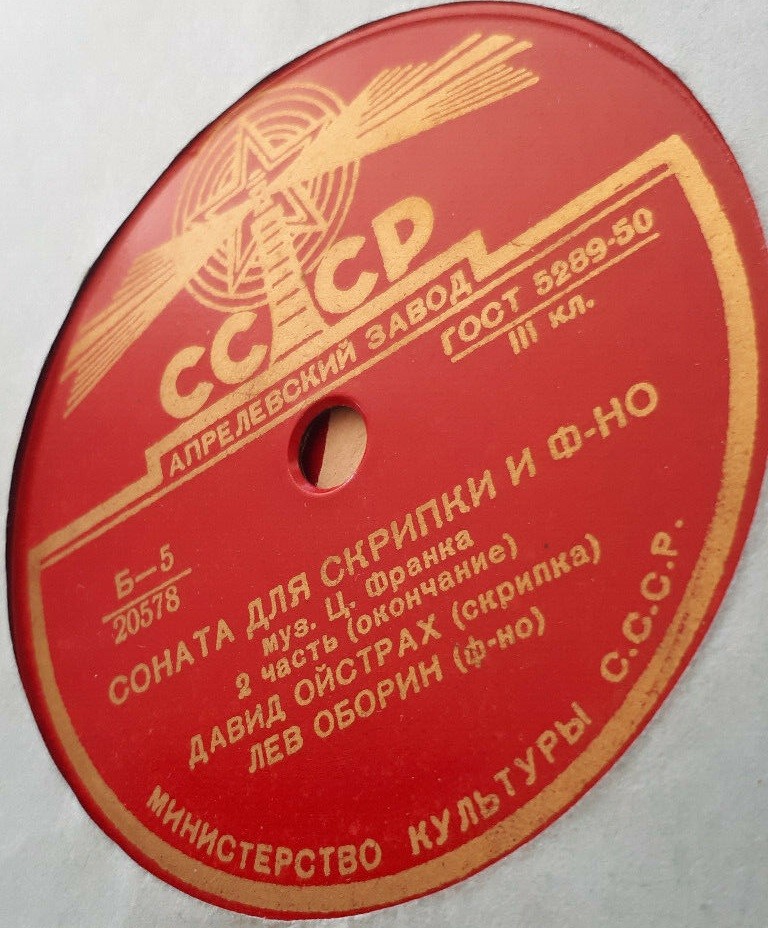 СССР
АПРЕЛЕВСКИЙ ЗАВОД
ГОСТ 5289-50
III кл.
Б—5
20578
СОНАТА ДЛЯ СКРИПКИ И Ф-НО
муз. Ц. Франка
2 часть (окончание)
ДАВИД ОЙСТРАХ (скрипка)
ЛЕВ ОБОРИН (ф-но)
МИНИСТЕРСТВО КУЛЬТУРЫ С.С.С.Р.